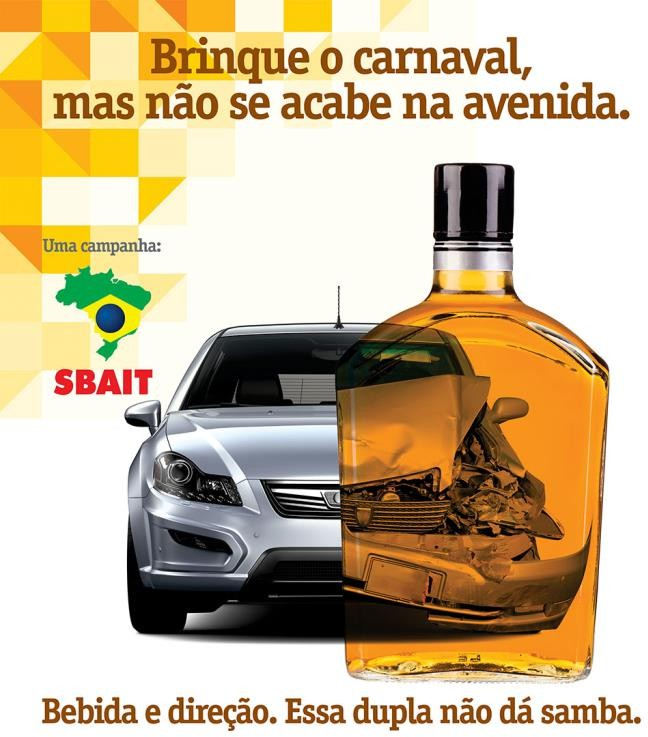 Brinque o carnaval,
mas não se acabe na avenida.
Uma campanha:
SBAIT
Bebida e direção. Essa dupla não dá samba.